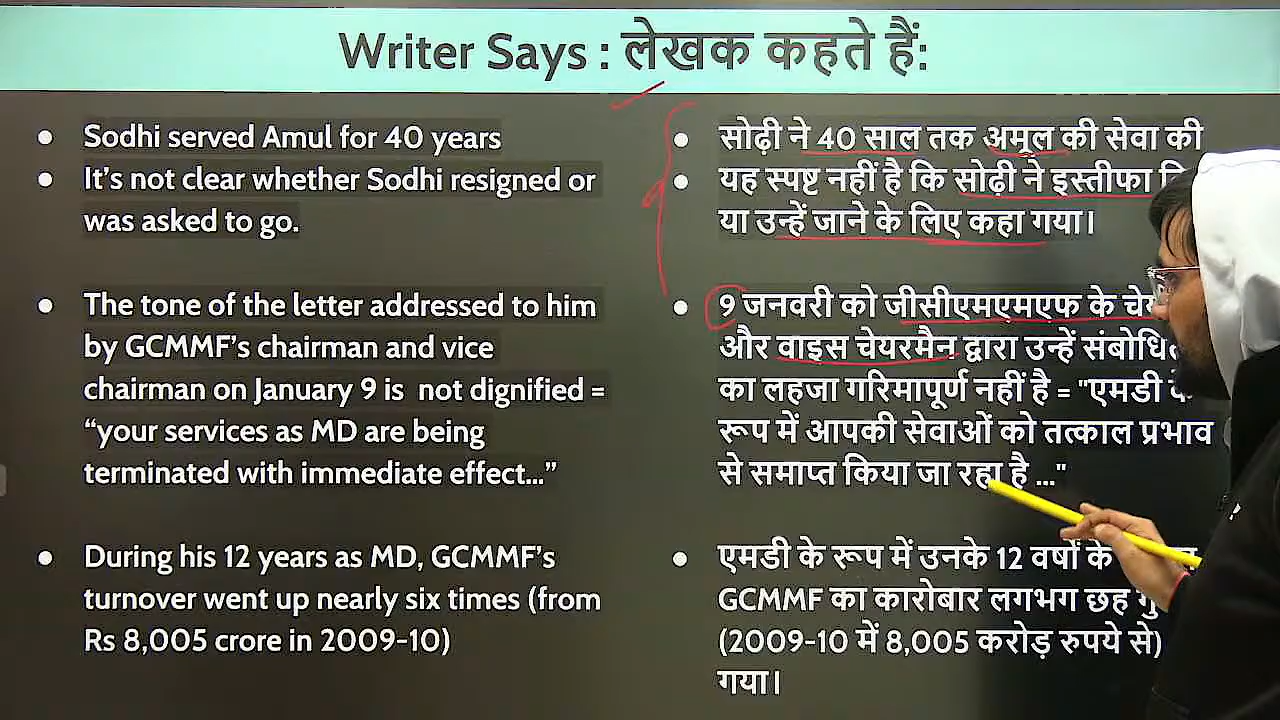 Writer Says : लेखक कहते हैं:
Sodhi served Amul for 40 years
It's not clear whether Sodhi resigned or
was asked to go.
The tone of the letter addressed to him
by GCMMF's chairman and vice
chairman on January 9 is not dignified =
“your services as MD are being
terminated with immediate effect...”
During his 12 years as MD, GCMMF's
turnover went up nearly six times (from
Rs 8,005 crore in 2009-10)
सोढ़ी ने 40 साल तक अमूल की सेवा की
यह स्पष्ट नहीं है कि सोढ़ी ने इस्तीफा
या उन्हें जाने के लिए कहा गया।
9 जनवरी को जीसीएमएमएफ के
और वाइस चेयरमैन द्वारा उन्हें
का लहजा गरिमापूर्ण नहीं है = "एमडी के
रूप में आपकी सेवाओं को तत्काल प्रभाव
से समाप्त किया जा रहा है ..."
एमडी के रूप में उनके 12 वर्षों के
GCMMF का कारोबार लगभग छह
(2009-10 में 8,005 करोड़ रुपये से)
गया।